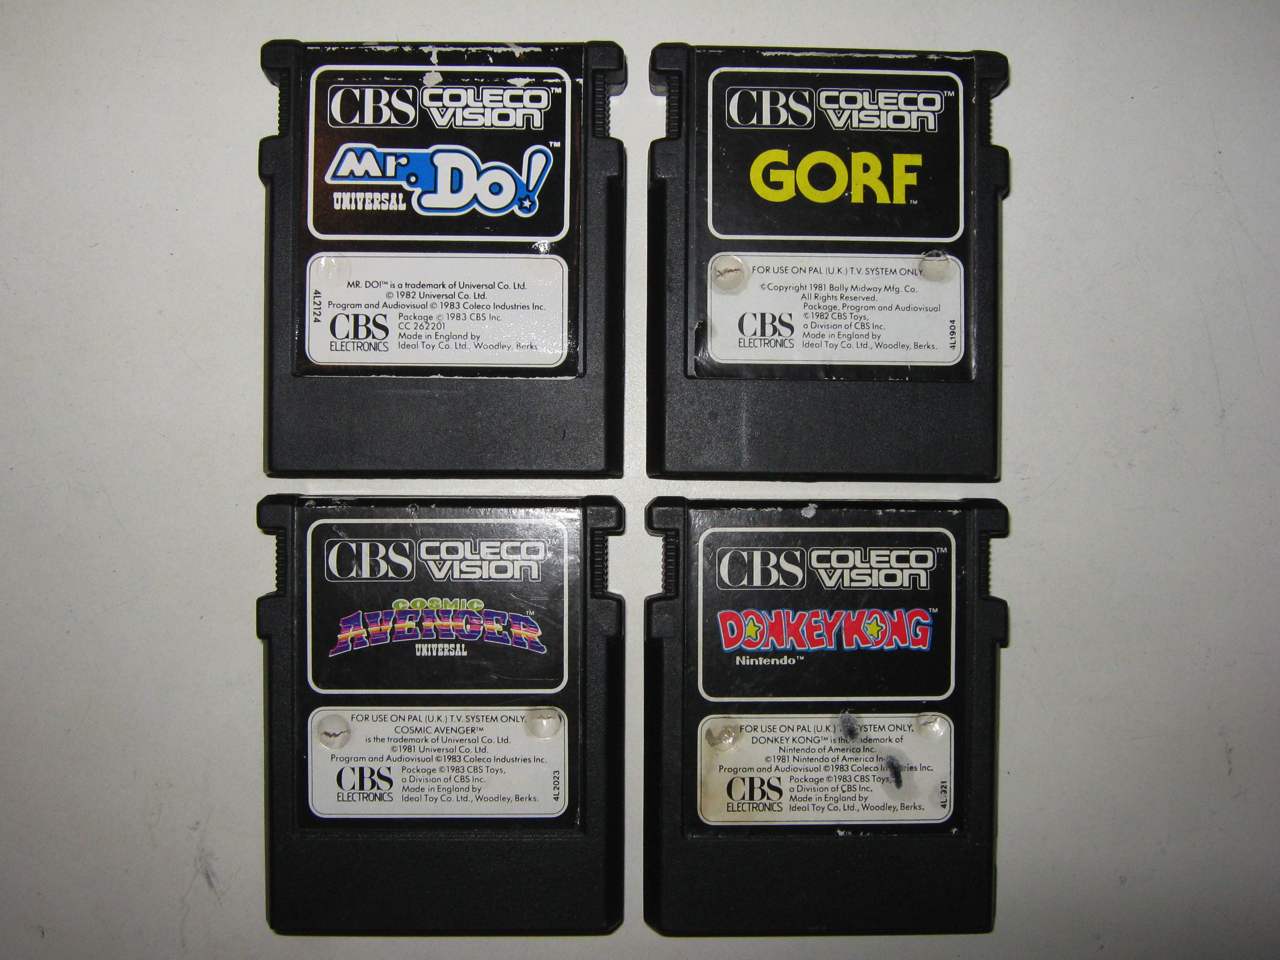 CBS COLECO VISION™
Mr. Do!™
UNIVERSAL
MR. DO!™ is a trademark of Universal Co. Ltd.
© 1982 Universal Co. Ltd.
Program and Audiovisual © 1983 Coleco Industries Inc.
Package © 1983 CBS Inc.
CC 262201
Made in England by
Ideal Toy Co. Ltd., Woodley, Berks.
CBS
ELECTRONICS
4L2124
CBS COLECO VISION™
GORF™
FOR USE ON PAL (U.K.) T.V. SYSTEM ONLY
© Copyright 1981 Bally Midway Mfg. Co.
All Rights Reserved.
Package, Program and Audiovisual
© 1982 CBS Toys,
a Division of CBS Inc.
Made in England by
Ideal Toy Co. Ltd., Woodley, Berks.
CBS
ELECTRONICS
4L1904
CBS COLECO VISION™
COSMIC
AVENGER™
UNIVERSAL
FOR USE ON PAL (U.K.) T.V. SYSTEM ONLY
COSMIC AVENGER™
is the trademark of Universal Co. Ltd.
©1981 Universal Co. Ltd.
Program and Audiovisual ©1983 Coleco Industries Inc.
Package ©1983 CBS Toys,
a Division of CBS Inc.
Made in England by
Ideal Toy Co. Ltd., Woodley, Berks.
CBS
ELECTRONICS
4L2023
CBS COLECO VISION™
DONKEY KONG™
Nintendo™
FOR USE ON PAL (U.K.) SYSTEM ONLY,
DONKEY KONG™ is of
Nintendo of America Inc.
©1981 Nintendo of America Inc.
Program and Audiovisual ©1983 Inc.
Package ©1983 CBS Toys,
a Division of CBS Inc.
Made in England by
Ideal Toy Co. Ltd., Woodley, Berks.
CBS
ELECTRONICS